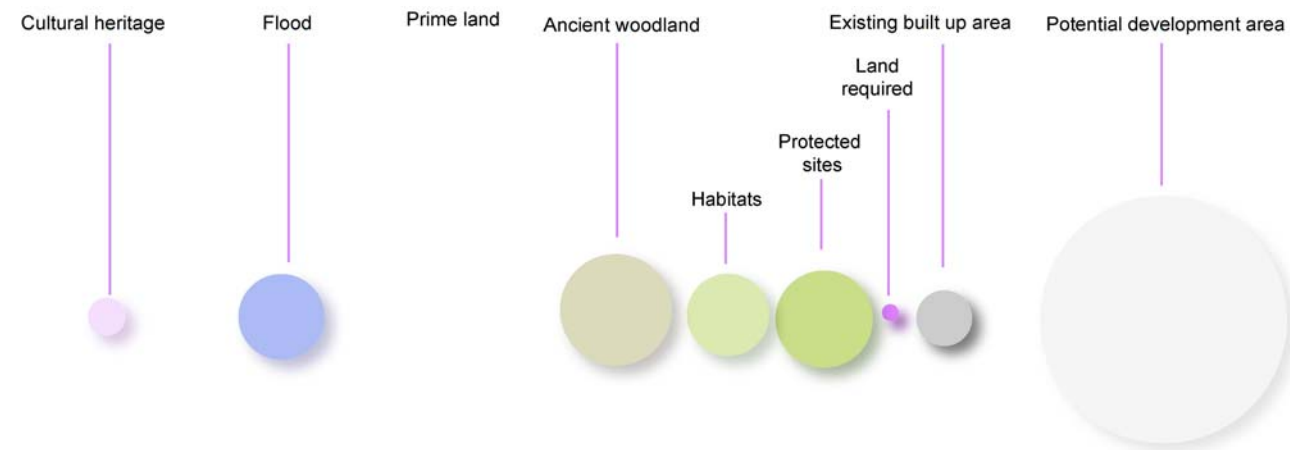 Cultural heritage
Flood
Prime land
Ancient woodland
Existing built up area
Potential development area
Land
required
Protected
sites
Habitats